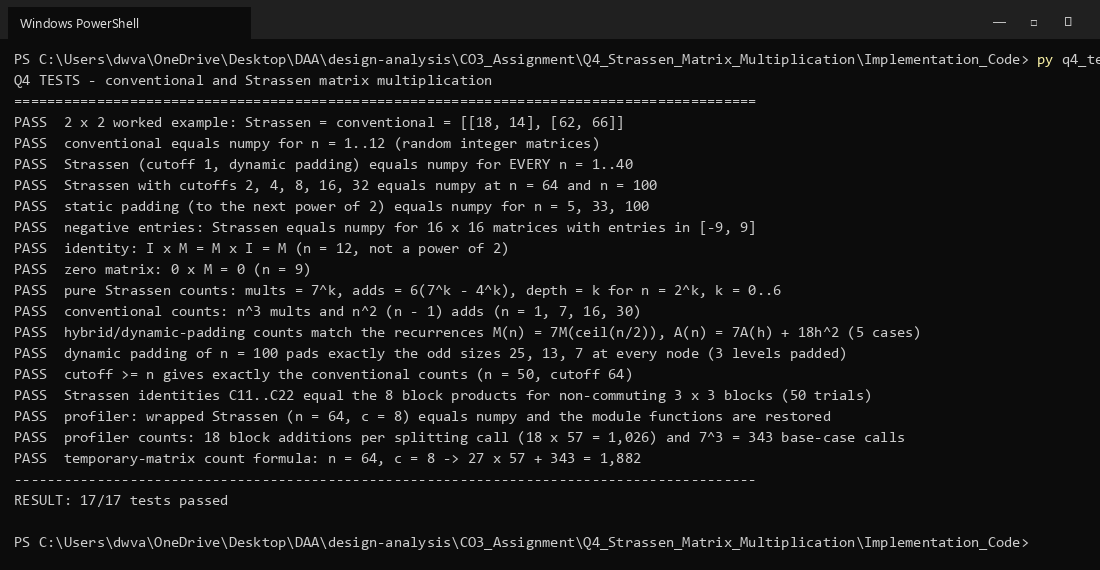 Windows PowerShell
PS C:\Users\dwva\OneDrive\Desktop\DAA\design-analysis\CO3_Assignment\Q4_Strassen_Matrix_Multiplication\Implementation_Code> py q4_te
Q4 TESTS - conventional and Strassen matrix multiplication
==========================================================================================
PASS  2 x 2 worked example: Strassen = conventional = [[18, 14], [62, 66]]
PASS  conventional equals numpy for n = 1..12 (random integer matrices)
PASS  Strassen (cutoff 1, dynamic padding) equals numpy for EVERY n = 1..40
PASS  Strassen with cutoffs 2, 4, 8, 16, 32 equals numpy at n = 64 and n = 100
PASS  static padding (to the next power of 2) equals numpy for n = 5, 33, 100
PASS  negative entries: Strassen equals numpy for 16 x 16 matrices with entries in [-9, 9]
PASS  identity: I x M = M x I = M (n = 12, not a power of 2)
PASS  zero matrix: 0 x M = 0 (n = 9)
PASS  pure Strassen counts: mults = 7^k, adds = 6(7^k - 4^k), depth = k for n = 2^k, k = 0..6
PASS  conventional counts: n^3 mults and n^2 (n - 1) adds (n = 1, 7, 16, 30)
PASS  hybrid/dynamic-padding counts match the recurrences M(n) = 7M(ceil(n/2)), A(n) = 7A(h) + 18h^2 (5 cases)
PASS  dynamic padding of n = 100 pads exactly the odd sizes 25, 13, 7 at every node (3 levels padded)
PASS  cutoff >= n gives exactly the conventional counts (n = 50, cutoff 64)
PASS  Strassen identities C11..C22 equal the 8 block products for non-commuting 3 x 3 blocks (50 trials)
PASS  profiler: wrapped Strassen (n = 64, c = 8) equals numpy and the module functions are restored
PASS  profiler counts: 18 block additions per splitting call (18 x 57 = 1,026) and 7^3 = 343 base-case calls
PASS  temporary-matrix count formula: n = 64, c = 8 -> 27 x 57 + 343 = 1,882
------------------------------------------------------------------------------------------
RESULT: 17/17 tests passed
PS C:\Users\dwva\OneDrive\Desktop\DAA\design-analysis\CO3_Assignment\Q4_Strassen_Matrix_Multiplication\Implementation_Code>